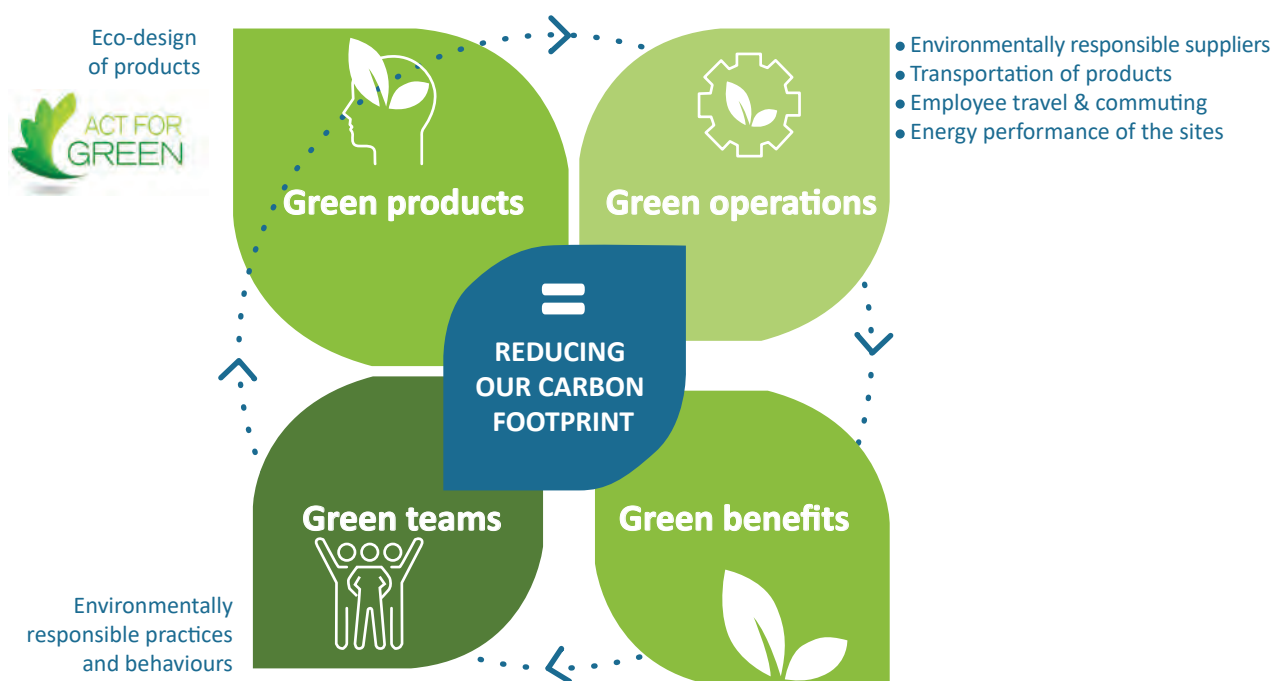 Eco-design
of products
ACT FOR
GREEN
Green products
Green operations
• Environmentally responsible suppliers
• Transportation of products
• Employee travel & commuting
• Energy performance of the sites
=
REDUCING
OUR CARBON
FOOTPRINT
Green teams
Green benefits
Environmentally
responsible practices
and behaviours